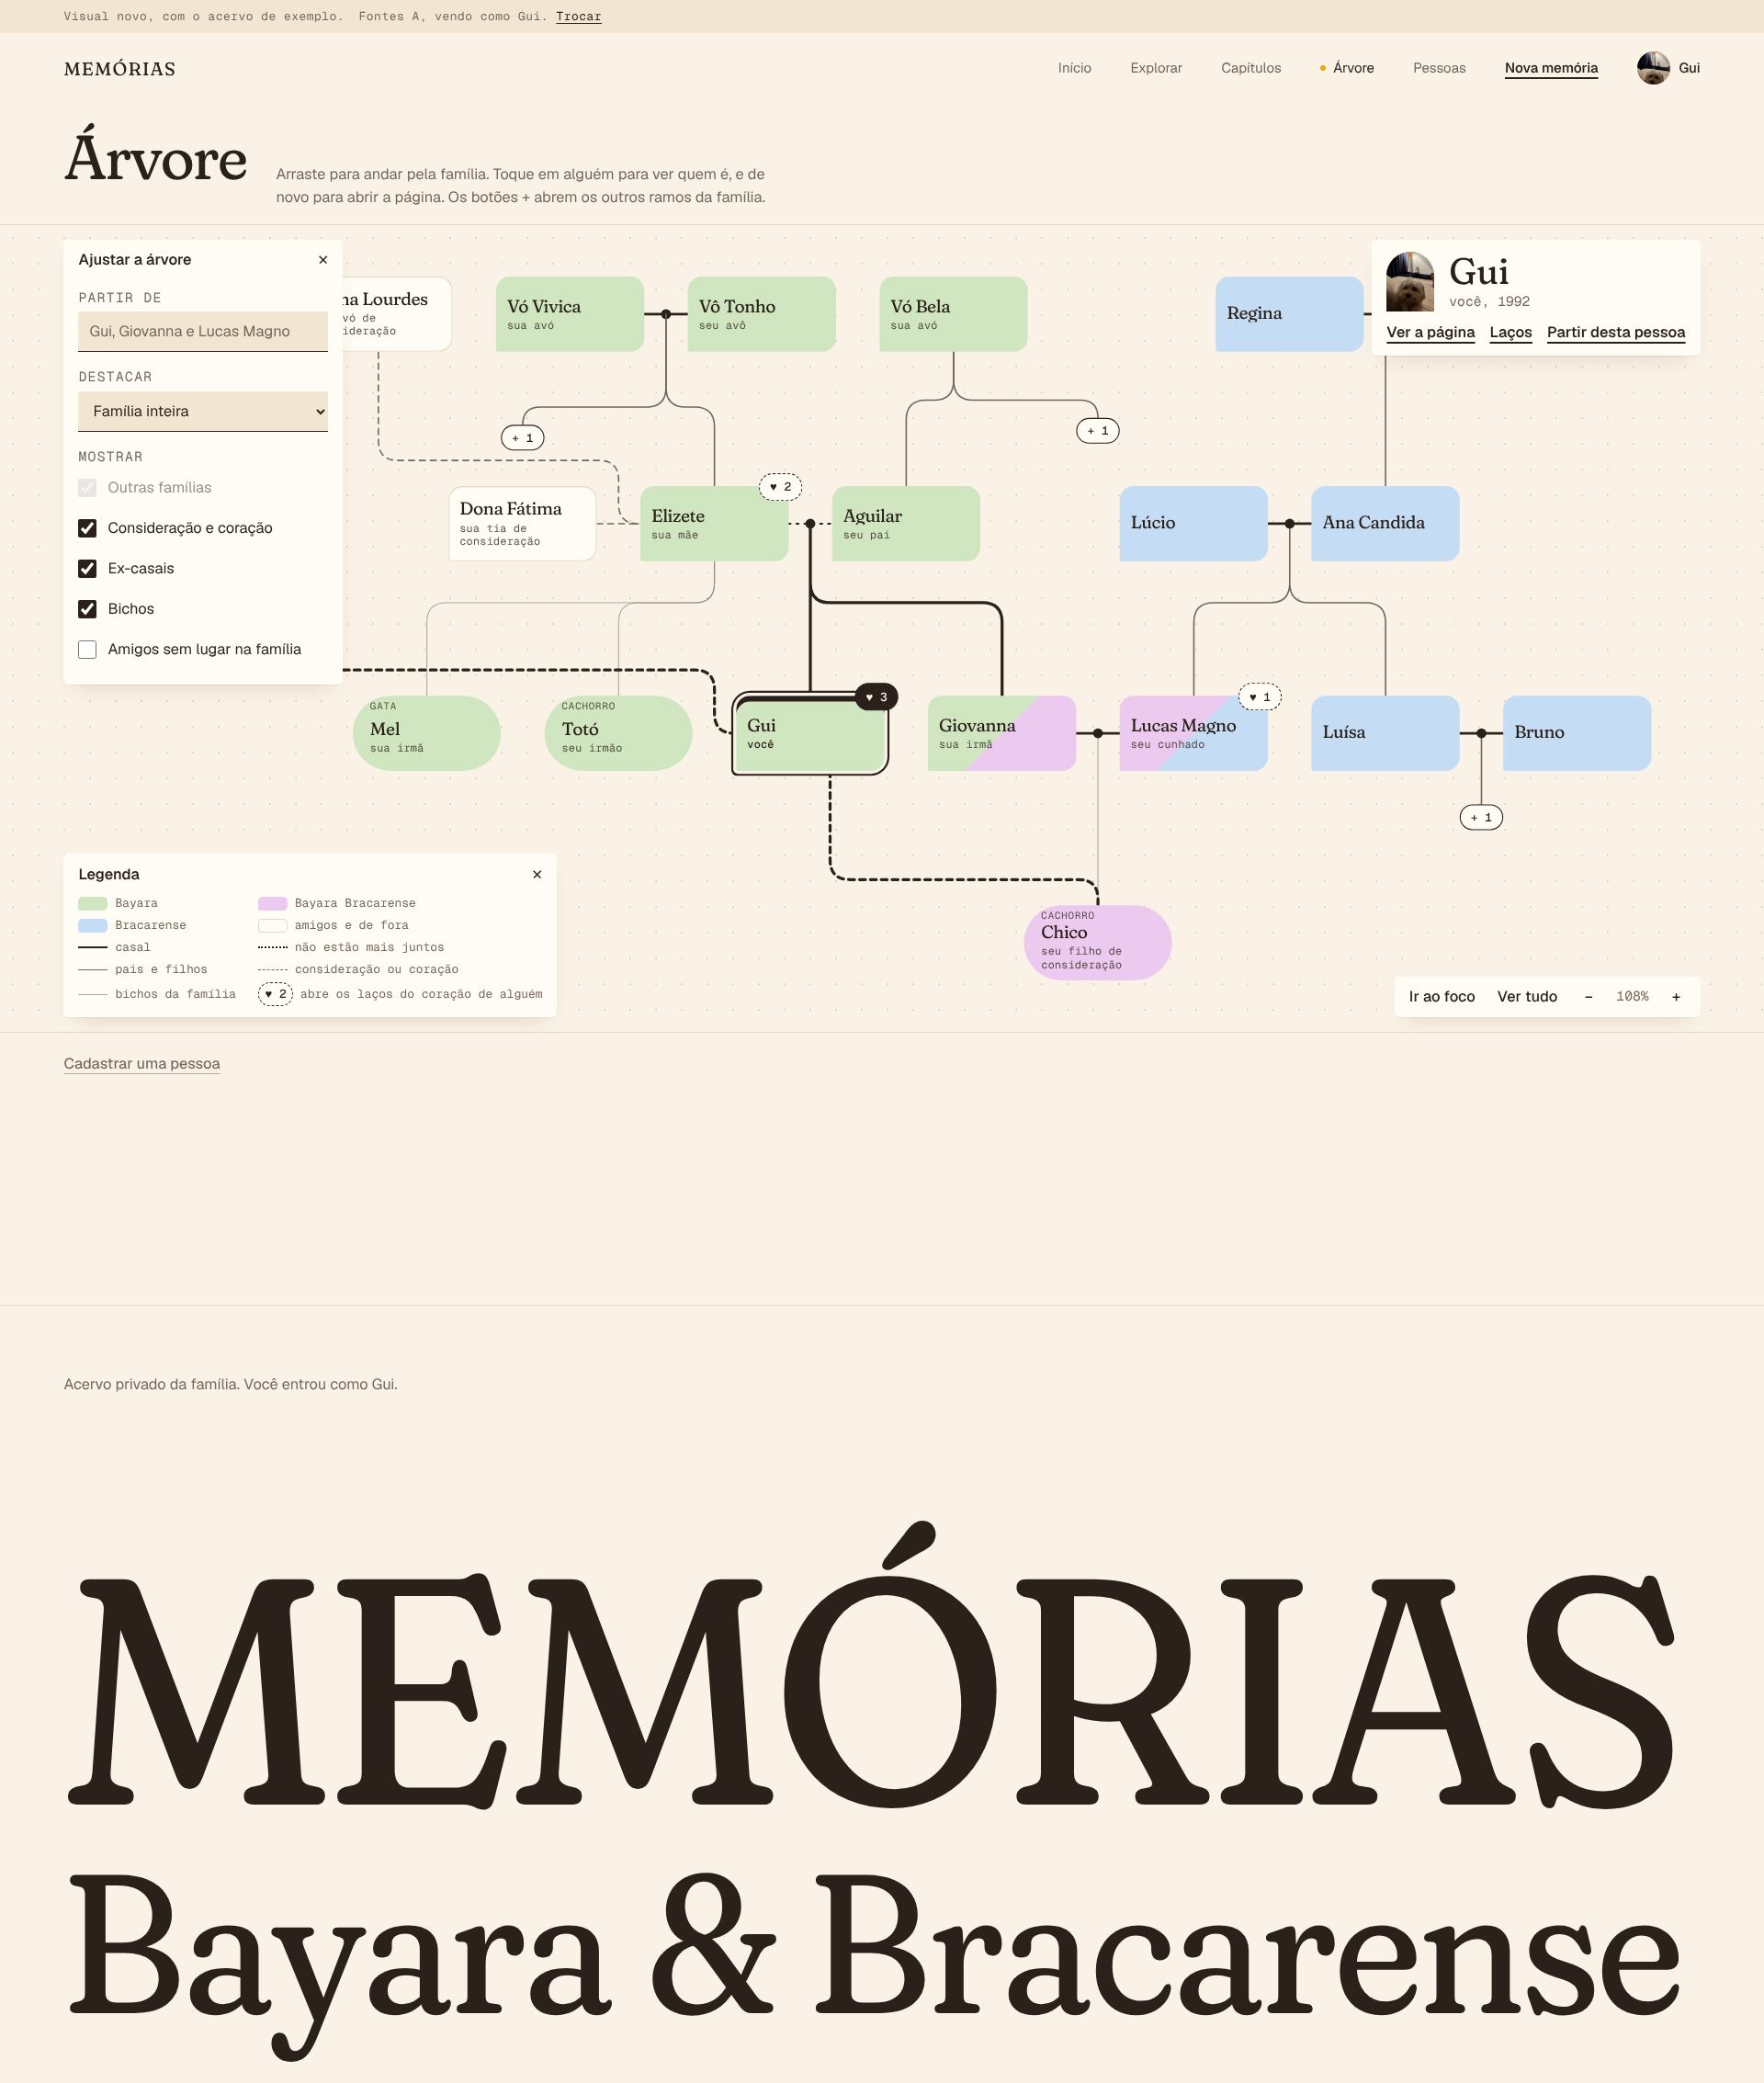 Visual novo, com o acervo de exemplo. Fontes A, vendo como Gui. Trocar
MEMÓRIAS
Início
Explorar
Capítulos
Árvore
Pessoas
Nova memória
Gui
Árvore
Arraste para andar pela família. Toque em alguém para ver quem é, e de
novo para abrir a página. Os botões + abrem os outros ramos da família.
Ajustar a árvore ×
PARTIR DE
Gui, Giovanna e Lucas Magno
DESTACAR
Família inteira
MOSTRAR
Outras famílias
Consideração e coração
Ex-casais
Bichos
Amigos sem lugar na família
na Lourdes
vó de
ideração
Vó Vivica
sua avó
Vô Tonho
seu avô
Vó Bela
sua avó
Regina
Gui
você, 1992
Ver a página
Laços
Partir desta pessoa
+ 1
+ 1
Dona Fátima
sua tia de
consideração
Elizete
sua mãe
♥ 2
Aguilar
seu pai
Lúcio
Ana Candida
GATA
Mel
sua irmã
CACHORRO
Totó
seu irmão
Gui
você
♥ 3
Giovanna
sua irmã
Lucas Magno
seu cunhado
♥ 1
Luísa
Bruno
+ 1
CACHORRO
Chico
seu filho de
consideração
Legenda ×
Bayara
Bayara Bracarense
Bracarense
amigos e de fora
casal
não estão mais juntos
pais e filhos
consideração ou coração
bichos da família
♥ 2 abre os laços do coração de alguém
Ir ao foco
Ver tudo
− 108% +
Cadastrar uma pessoa
Acervo privado da família. Você entrou como Gui.
MEMÓRIAS
Bayara & Bracarense